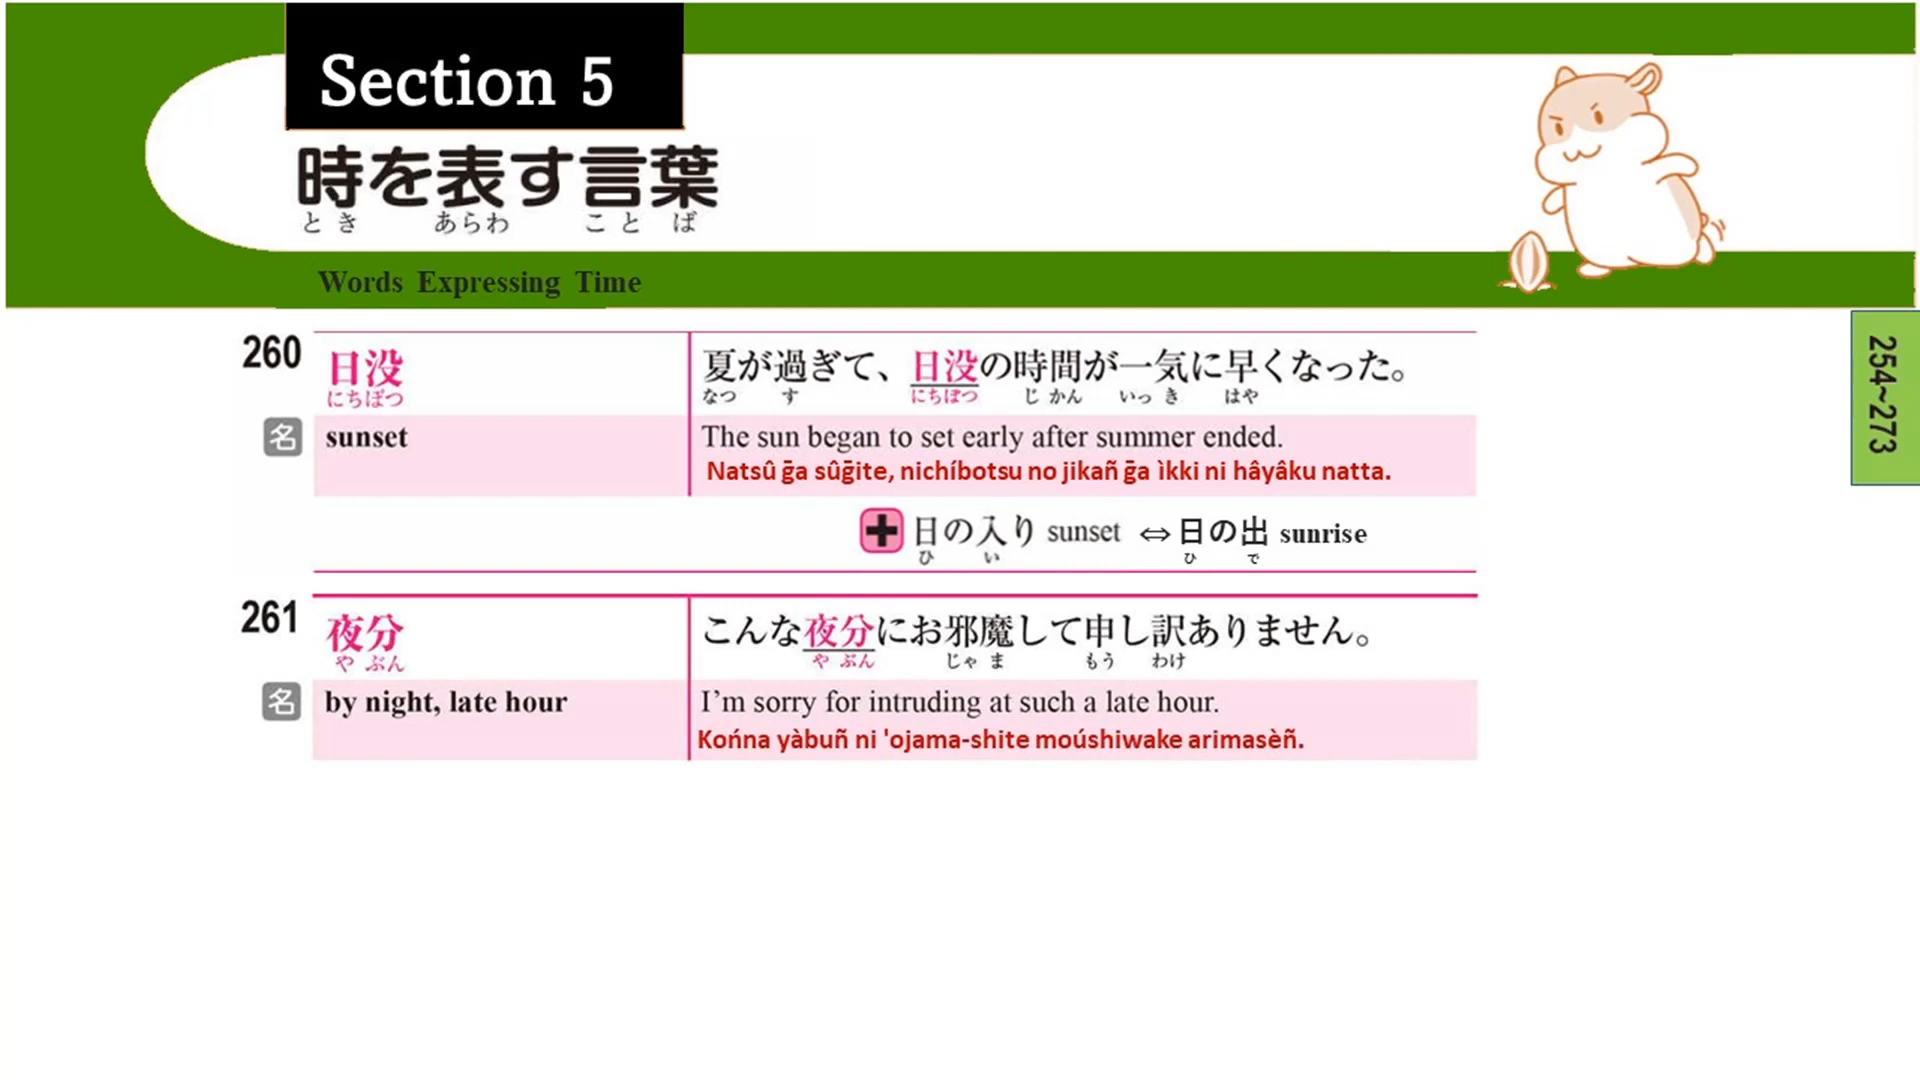 Section 5
時を表す言葉
とき あらわ ことば
Words Expressing Time
254~273
260
日没
にちぼつ
夏が過ぎて、日没の時間が一気に早くなった。
なつ す にちぼつ じかん いっき はや
名
sunset
The sun began to set early after summer ended.
Natsû ḡa sûḡite, nichíbotsu no jikañ ḡa ìkki ni hâyâku natta.
日の入り sunset ⇔ 日の出 sunrise
ひ い ひ で
261
夜分
やぶん
こんな夜分にお邪魔して申し訳ありません。
やぶん じゃま もう わけ
名
by night, late hour
I'm sorry for intruding at such a late hour.
Końna yàbuñ ni 'ojama-shite moúshiwake arimasèñ.